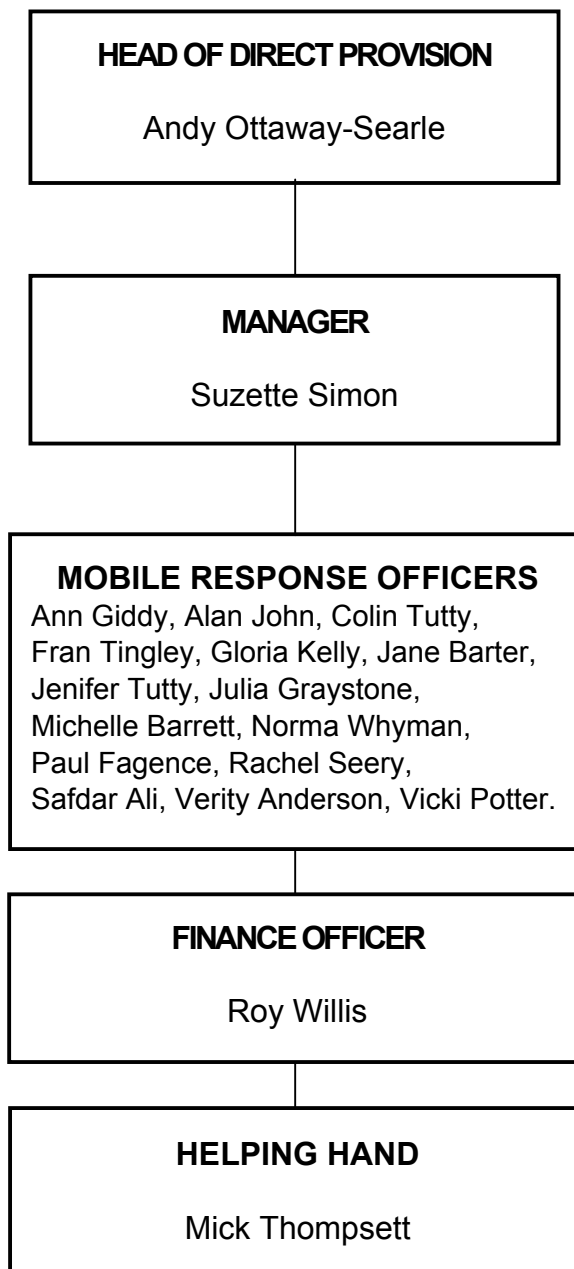 HEAD OF DIRECT PROVISION
Andy Ottaway-Searle
MANAGER
Suzette Simon
MOBILE RESPONSE OFFICERS
Ann Giddy, Alan John, Colin Tutty,
Fran Tingley, Gloria Kelly, Jane Barter,
Jenifer Tutty, Julia Graystone,
Michelle Barrett, Norma Whyman,
Paul Fagence, Rachel Seery,
Safdar Ali, Verity Anderson, Vicki Potter.
FINANCE OFFICER
Roy Willis
HELPING HAND
Mick Thompsett